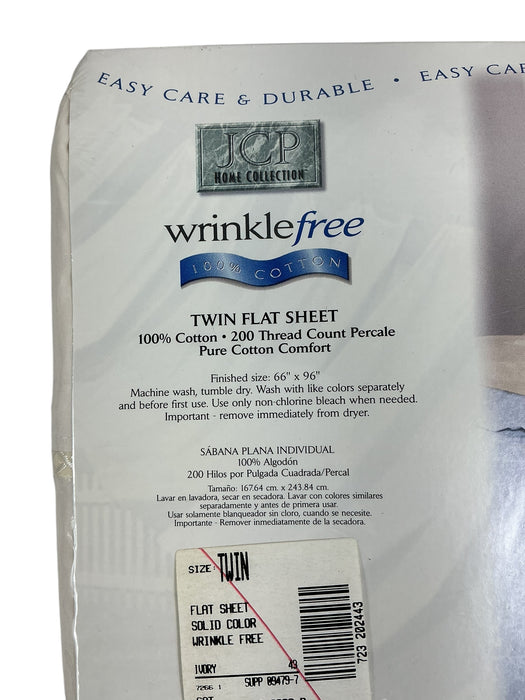 EASY CARE & DURABLE • EASY CAR
JCP
HOME COLLECTION
wrinklefree
100% COTTON
TWIN FLAT SHEET
100% Cotton • 200 Thread Count Percale
Pure Cotton Comfort
Finished size: 66" x 96"
Machine wash, tumble dry. Wash with like colors separately
and before first use. Use only non-chlorine bleach when needed.
Important - remove immediately from dryer.
SÁBANA PLANA INDIVIDUAL
100% Algodón
200 Hilos por Pulgada Cuadrada/Percal
Tamaño: 167.64 cm. x 243.84 cm.
Lavar en lavadora, secar en secadora. Lavar con colores similares
separadamente y antes de primera usar.
Usar solamente blanqueador sin cloro, cuando se necesite.
Importante - Remover inmediatamente de la secadora.
SIZE: TWIN
FLAT SHEET
SOLID COLOR
WRINKLE FREE
IVORY 49
7266 1 SUPP 09479-7
723 202443